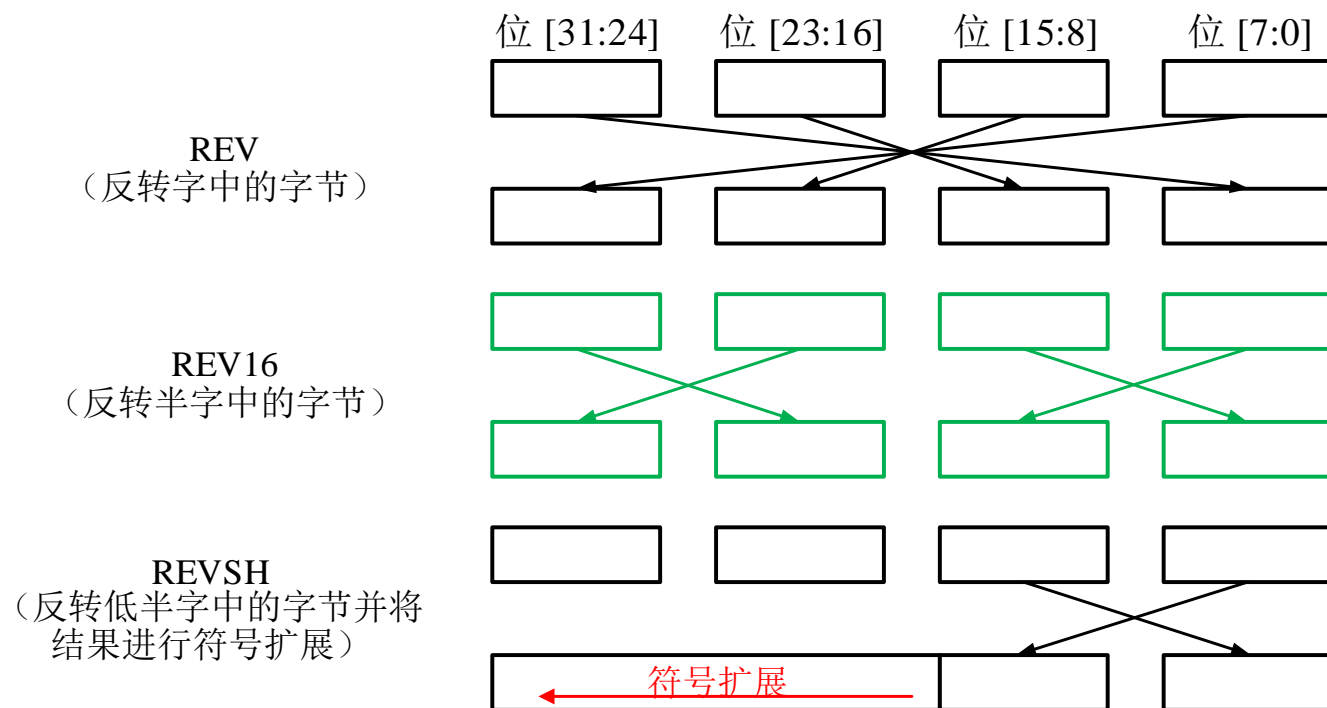 位 [31:24] 位 [23:16] 位 [15:8] 位 [7:0]
REV
（反转字中的字节）
REV16
（反转半字中的字节）
REVSH
（反转低半字中的字节并将
结果进行符号扩展）
符号扩展